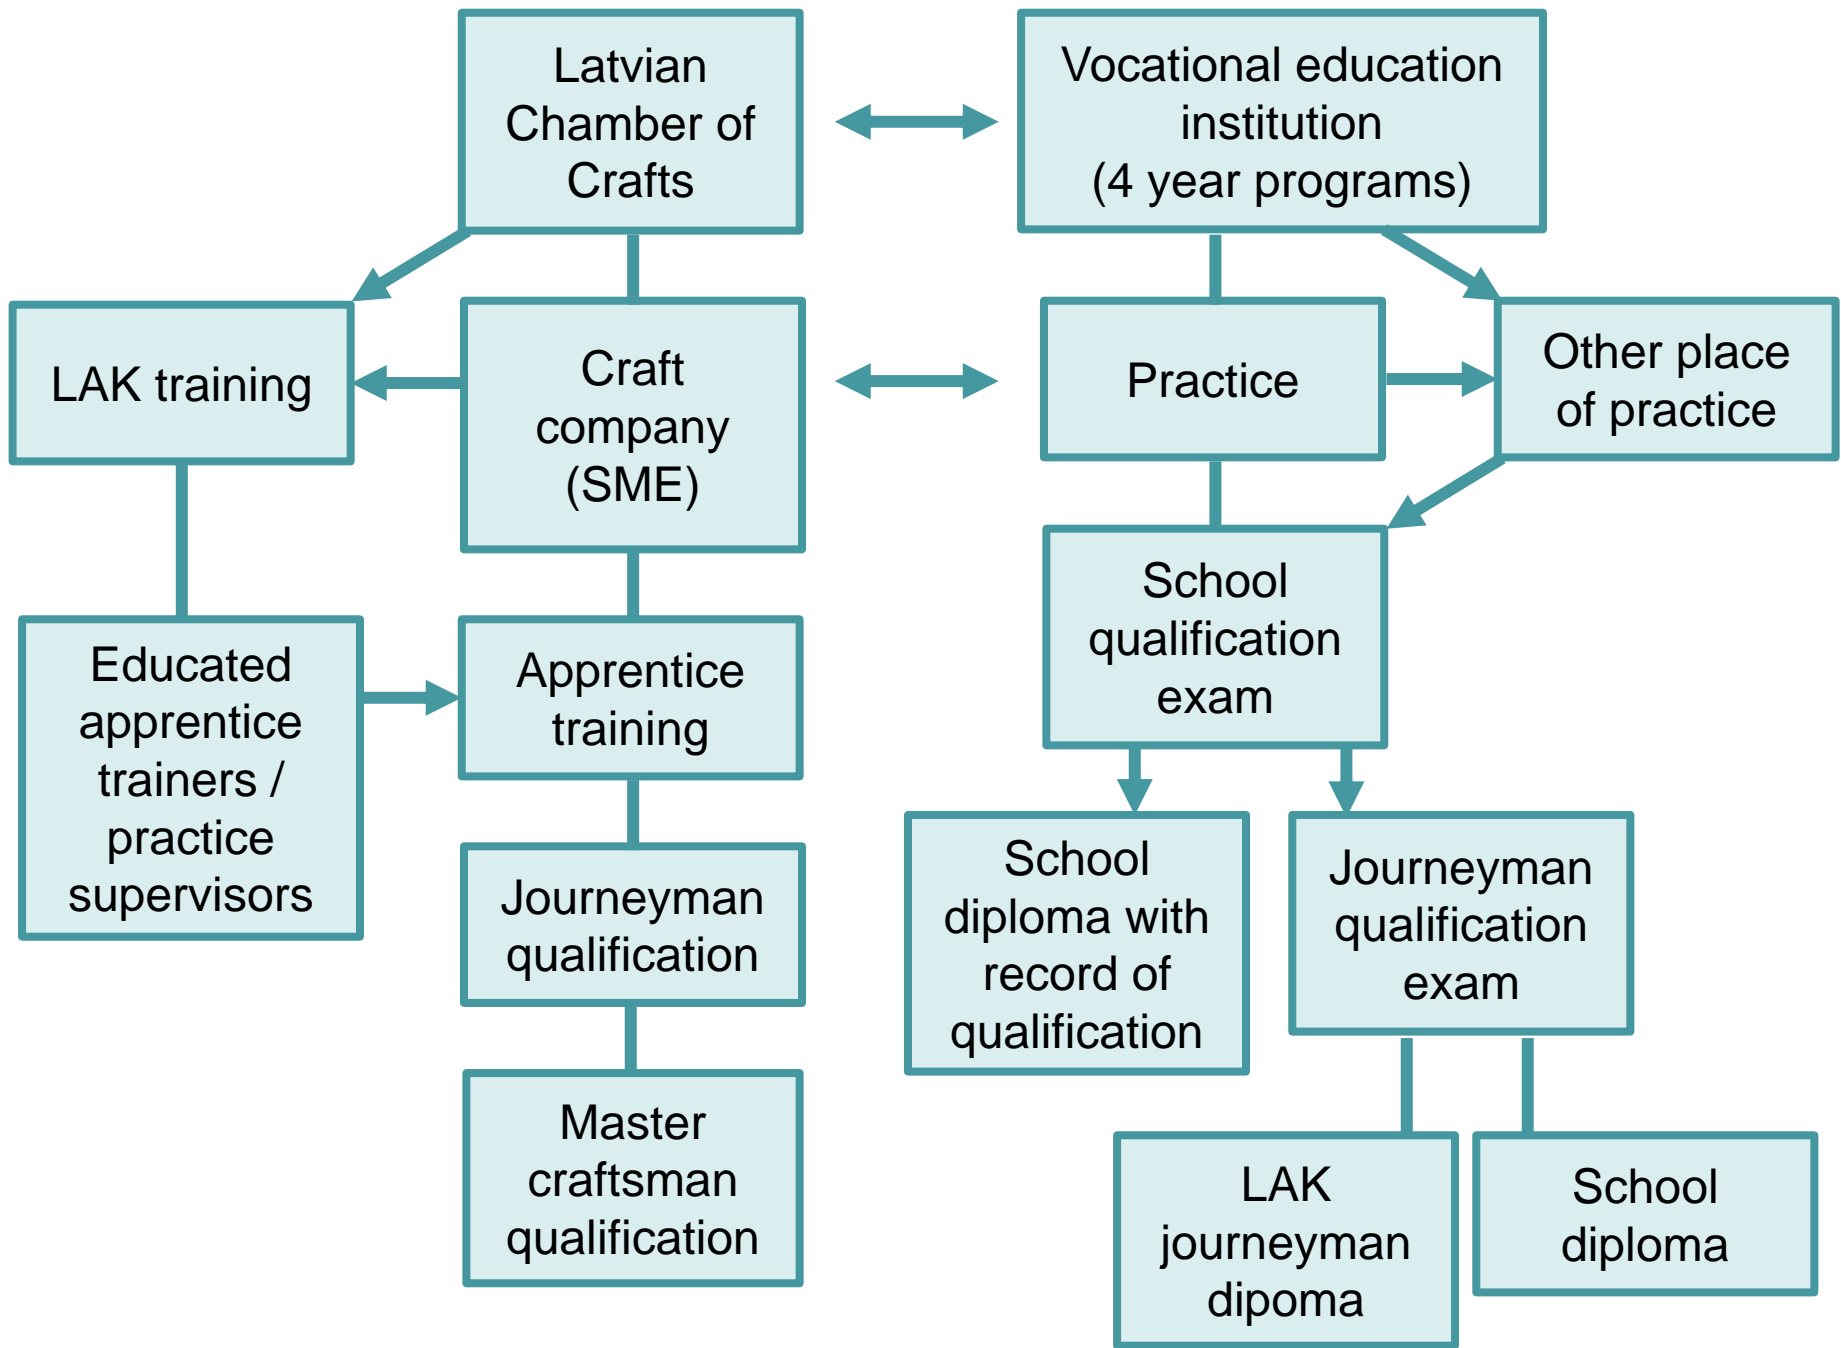 Latvian
Chamber of
Crafts
Vocational education
institution
(4 year programs)
LAK training
Craft
company
(SME)
Practice
Other place
of practice
Educated
apprentice
trainers /
practice
supervisors
Apprentice
training
School
qualification
exam
Journeyman
qualification
School
diploma with
record of
qualification
Journeyman
qualification
exam
Master
craftsman
qualification
LAK
journeyman
dipoma
School
diploma